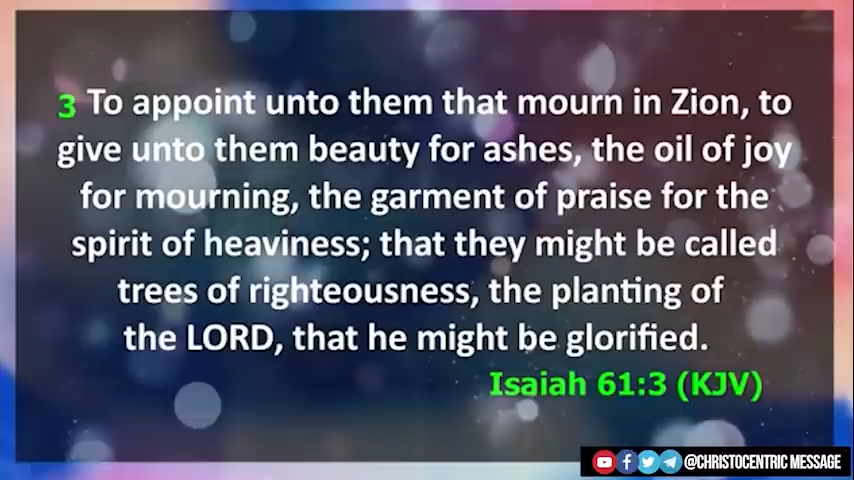 3 To appoint unto them that mourn in Zion, to
give unto them beauty for ashes, the oil of joy
for mourning, the garment of praise for the
spirit of heaviness; that they might be called
trees of righteousness, the planting of
the LORD, that he might be glorified.
Isaiah 61:3 (KJV)
@CHRISTOCENTRIC MESSAGE